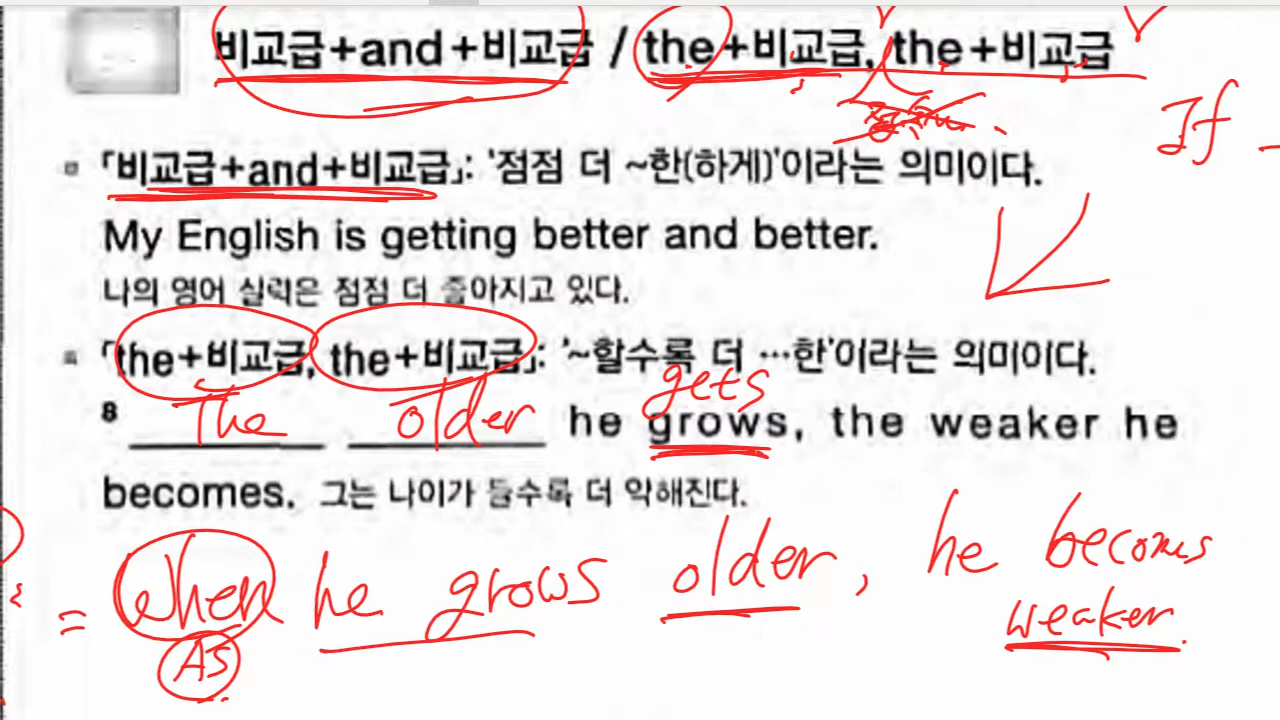 비교급+and+비교급 / the+비교급, the+비교급
If
「비교급+and+비교급」: '점점 더 ~한(하게)'이라는 의미이다.
My English is getting better and better.
나의 영어 실력은 점점 더 좋아지고 있다.
「the+비교급, the+비교급」: '~할수록 더 …한'이라는 의미이다.
gets
8 The older he grows, the weaker he
becomes. 그는 나이가 들수록 더 약해진다.
= When he grows older, he becomes
As weaker.